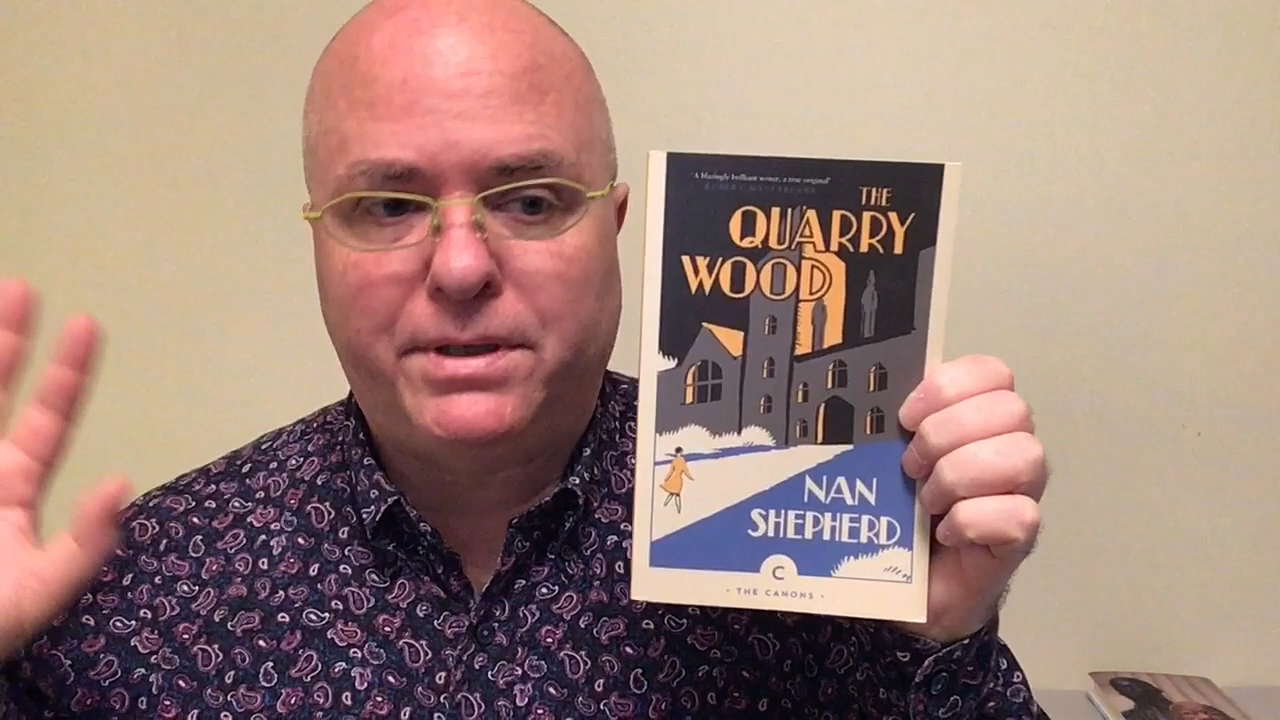 'A blazingly brilliant writer, a true original'
ROBERT MACFARLANE
THE
QUARRY
WOOD
NAN
SHEPHERD
C
• THE CANONS •